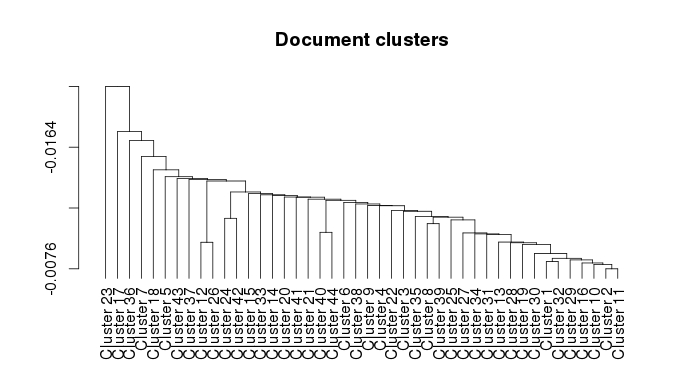 Document clusters
-0.0164
-0.0076
Cluster 23
Cluster 17
Cluster 36
Cluster 7
Cluster 18
Cluster 5
Cluster 43
Cluster 37
Cluster 12
Cluster 26
Cluster 24
Cluster 42
Cluster 15
Cluster 33
Cluster 14
Cluster 20
Cluster 41
Cluster 21
Cluster 40
Cluster 44
Cluster 6
Cluster 38
Cluster 9
Cluster 4
Cluster 22
Cluster 3
Cluster 35
Cluster 8
Cluster 39
Cluster 25
Cluster 27
Cluster 34
Cluster 31
Cluster 13
Cluster 28
Cluster 19
Cluster 30
Cluster 1
Cluster 32
Cluster 29
Cluster 16
Cluster 10
Cluster 2
Cluster 11